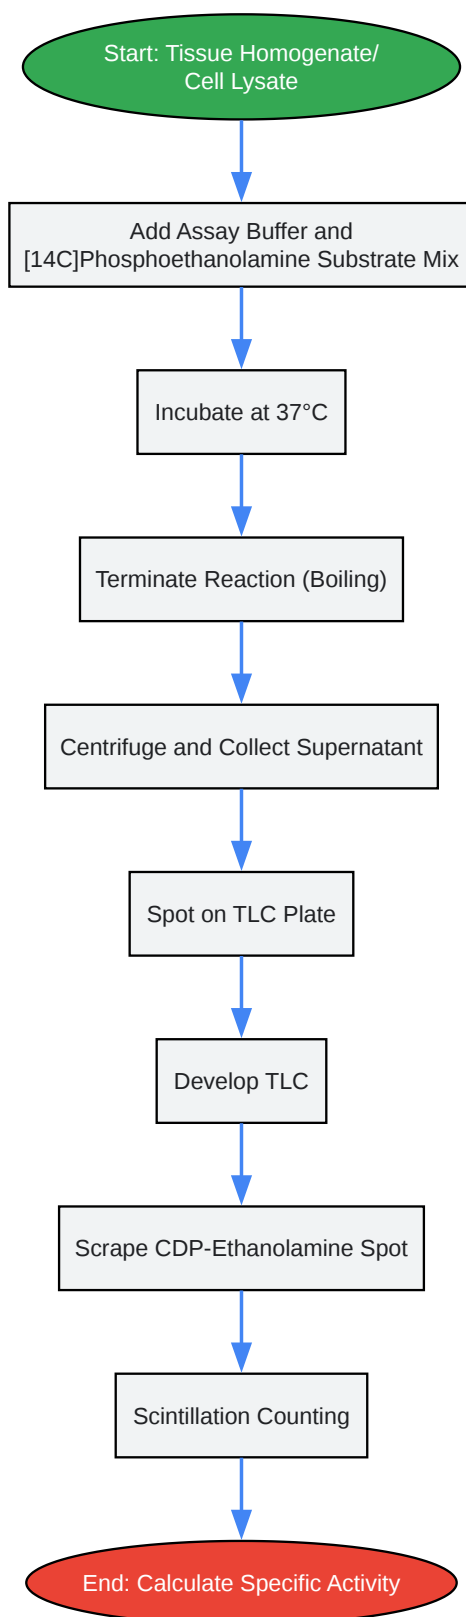 Start: Tissue Homogenate/
Cell Lysate
Add Assay Buffer and
[14C]Phosphoethanolamine Substrate Mix
Incubate at 37°C
Terminate Reaction (Boiling)
Centrifuge and Collect Supernatant
Spot on TLC Plate
Develop TLC
Scrape CDP-Ethanolamine Spot
Scintillation Counting
End: Calculate Specific Activity